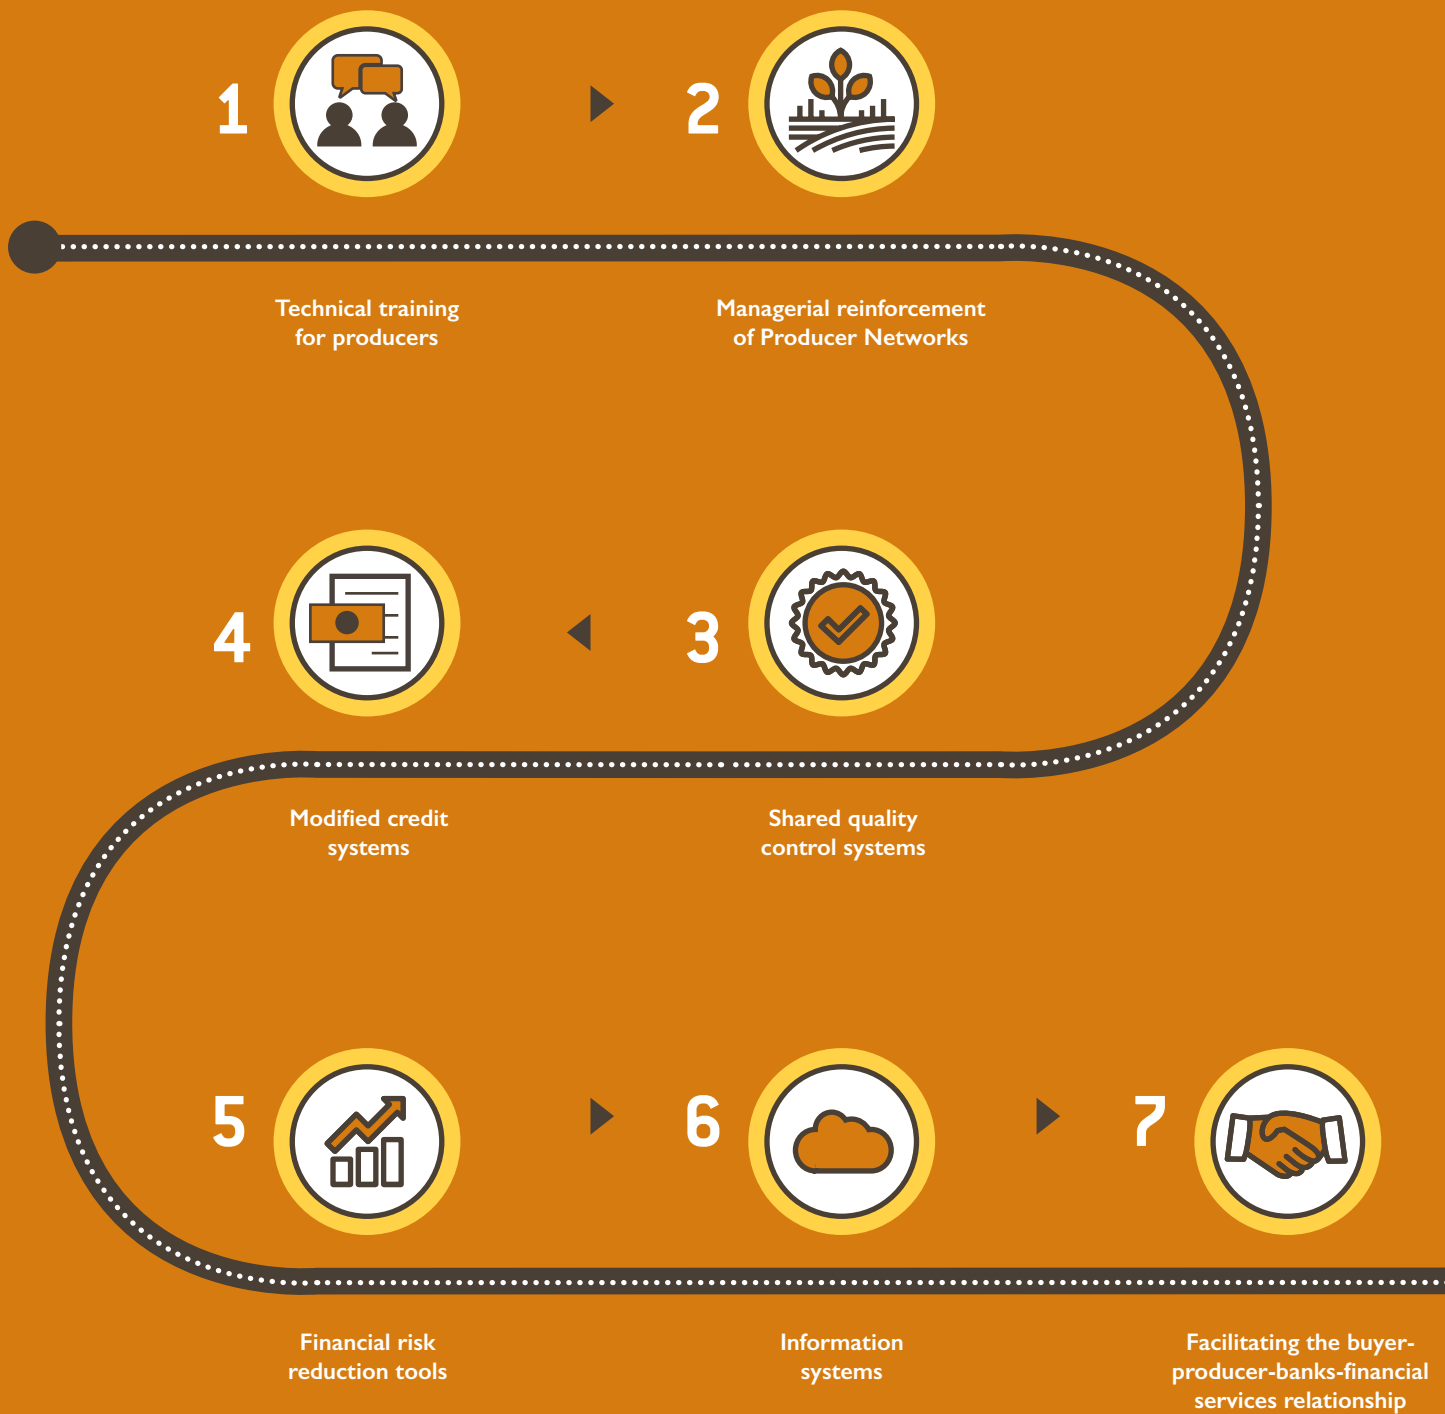 1
Technical training
for producers
2
Managerial reinforcement
of Producer Networks
3
Shared quality
control systems
4
Modified credit
systems
5
Financial risk
reduction tools
6
Information
systems
7
Facilitating the buyer-
producer-banks-financial
services relationship